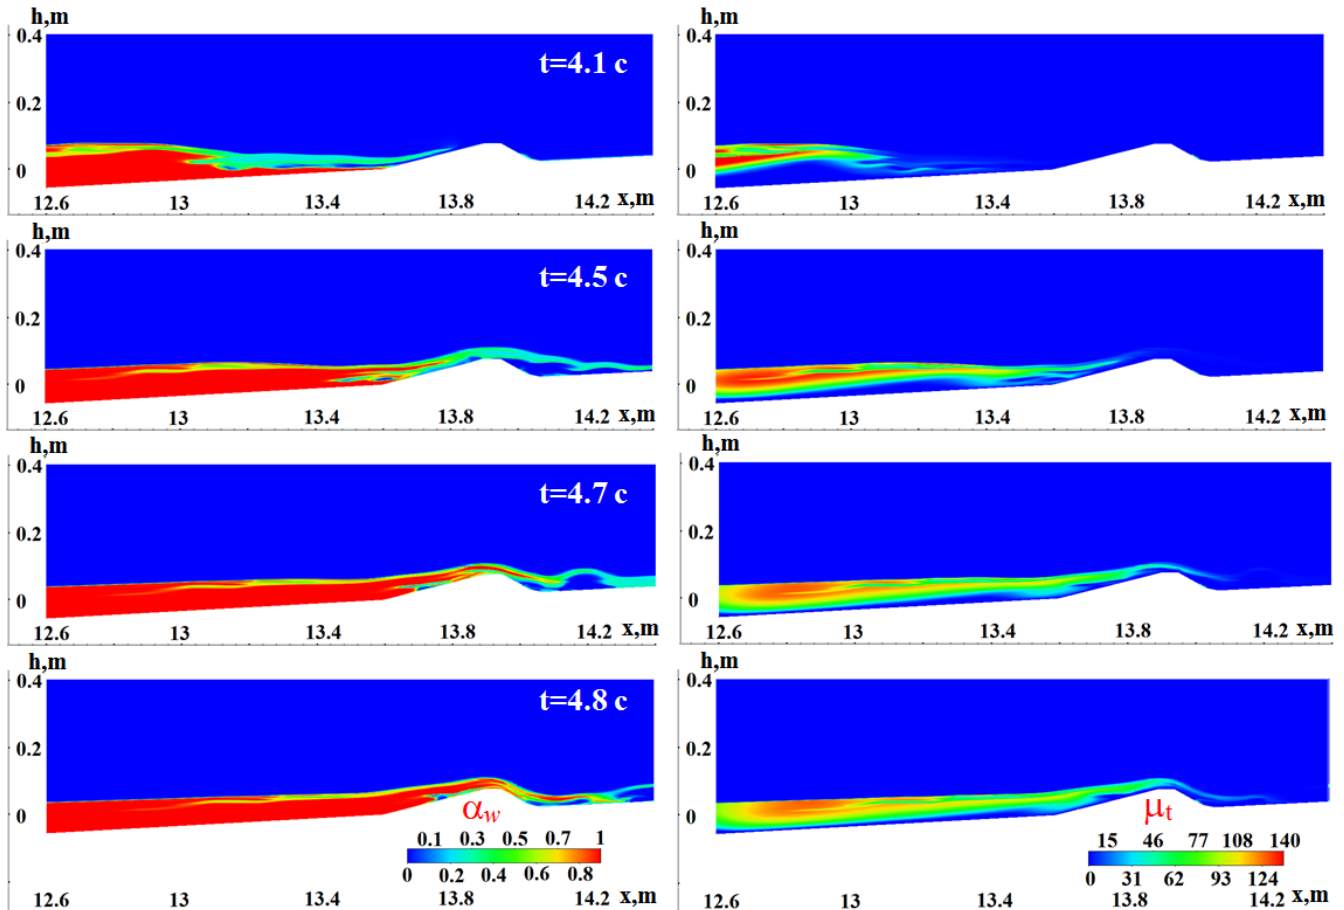 h,m h,m
0.4 t=4.1 c 0.4
0.2 0.2
0 0
12.6 13 13.4 13.8 14.2 x,m 12.6 13 13.4 13.8 14.2 x,m
h,m h,m
0.4 t=4.5 c 0.4
0.2 0.2
0 0
12.6 13 13.4 13.8 14.2 x,m 12.6 13 13.4 13.8 14.2 x,m
h,m h,m
0.4 t=4.7 c 0.4
0.2 0.2
0 0
12.6 13 13.4 13.8 14.2 x,m 12.6 13 13.4 13.8 14.2 x,m
h,m h,m
0.4 t=4.8 c 0.4
0.2 0.2
0 αw 0 μt
0.1 0.3 0.5 0.7 1 15 46 77 108 140
0 0.2 0.4 0.6 0.8 0 31 62 93 124
12.6 13 13.4 13.8 14.2 x,m 12.6 13 13.4 13.8 14.2 x,m